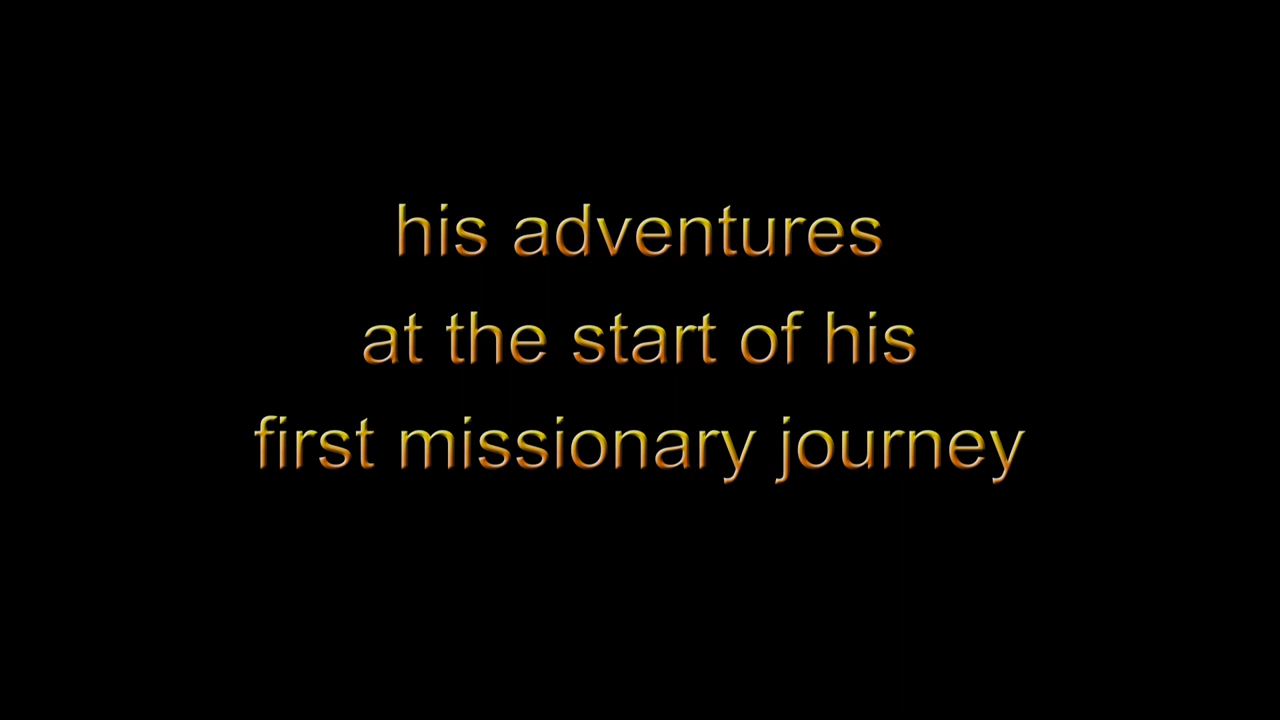 his adventures
at the start of his
first missionary journey